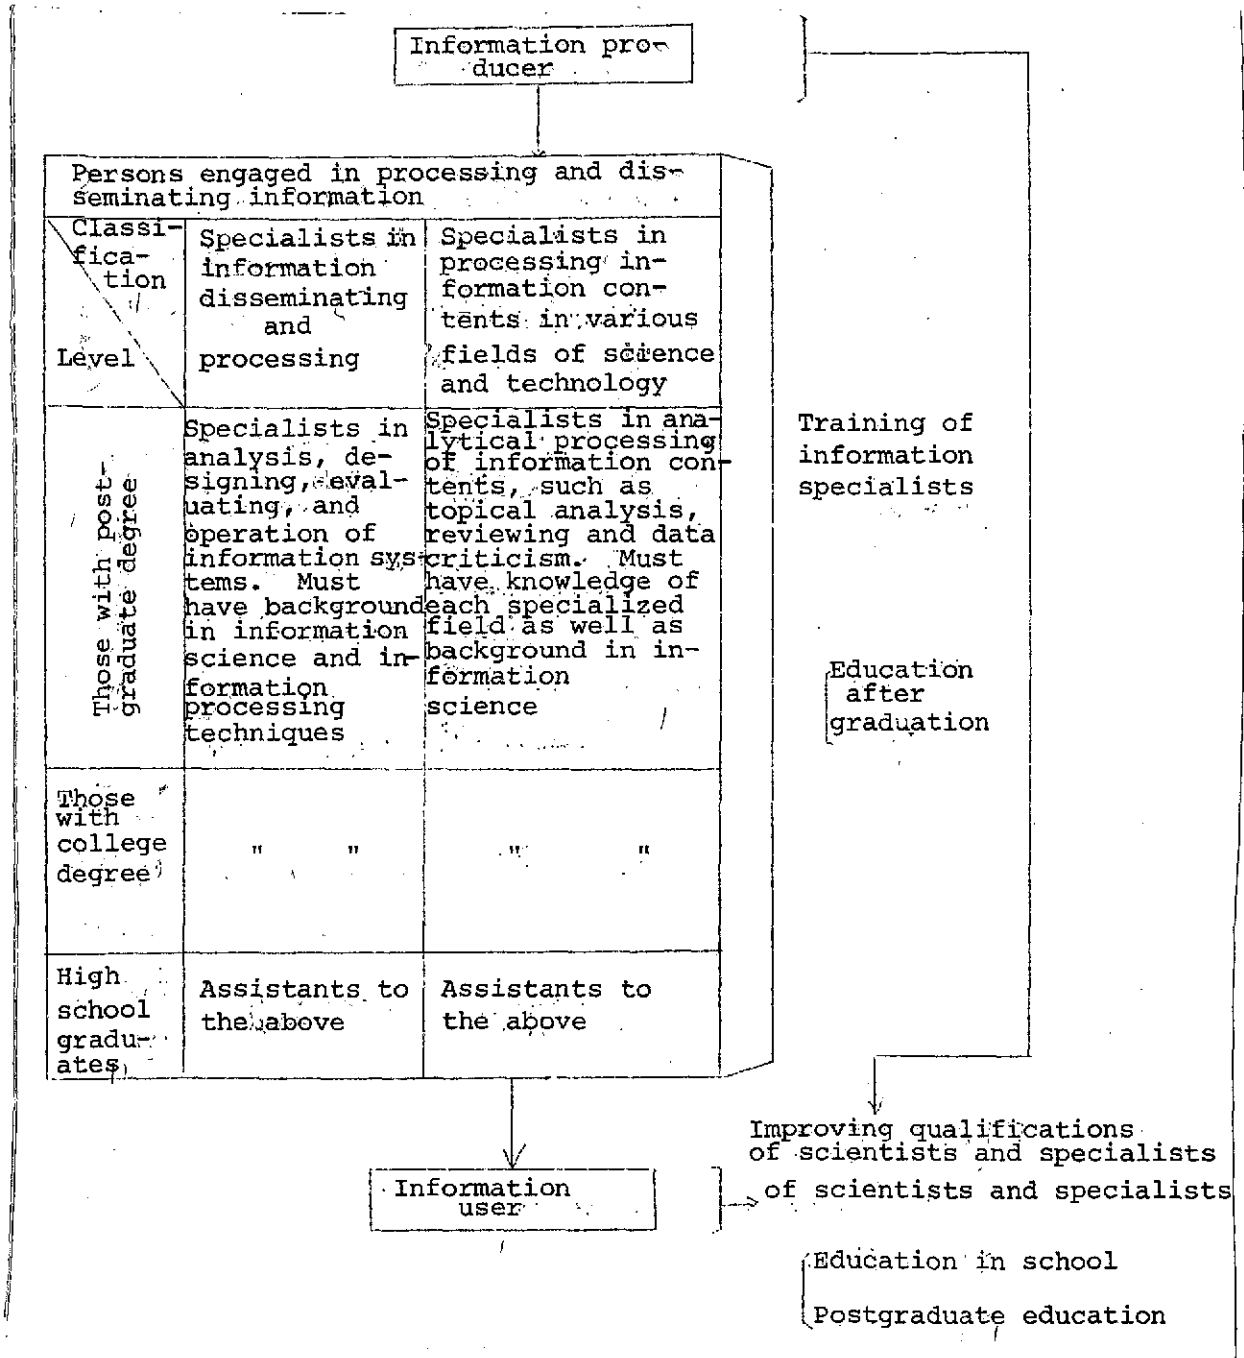 Information pro-
ducer
Persons engaged in processing and dis-
seminating information
Classi-
fica-
tion
Level
Specialists in
information
disseminating
and
processing
Specialists in
processing in-
formation con-
tents in various
fields of science
and technology
Those with post-
graduate degree
Specialists in
analysis, de-
signing, eval-
uating, and
operation of
information sys-
tems. Must
have background
in information
science and in-
formation
processing
techniques
Specialists in ana-
lytical processing
of information con-
tents, such as
topical analysis,
reviewing and data
criticism. Must
have knowledge of
each specialized
field as well as
background in in-
formation
science
Those
with
college
degree
" "
" "
High
school
gradu-
ates
Assistants to
the above
Assistants to
the above
Training of
information
specialists
Education
after
graduation
Information
user
Improving qualifications
of scientists and specialists
of scientists and specialists
Education in school
Postgraduate education